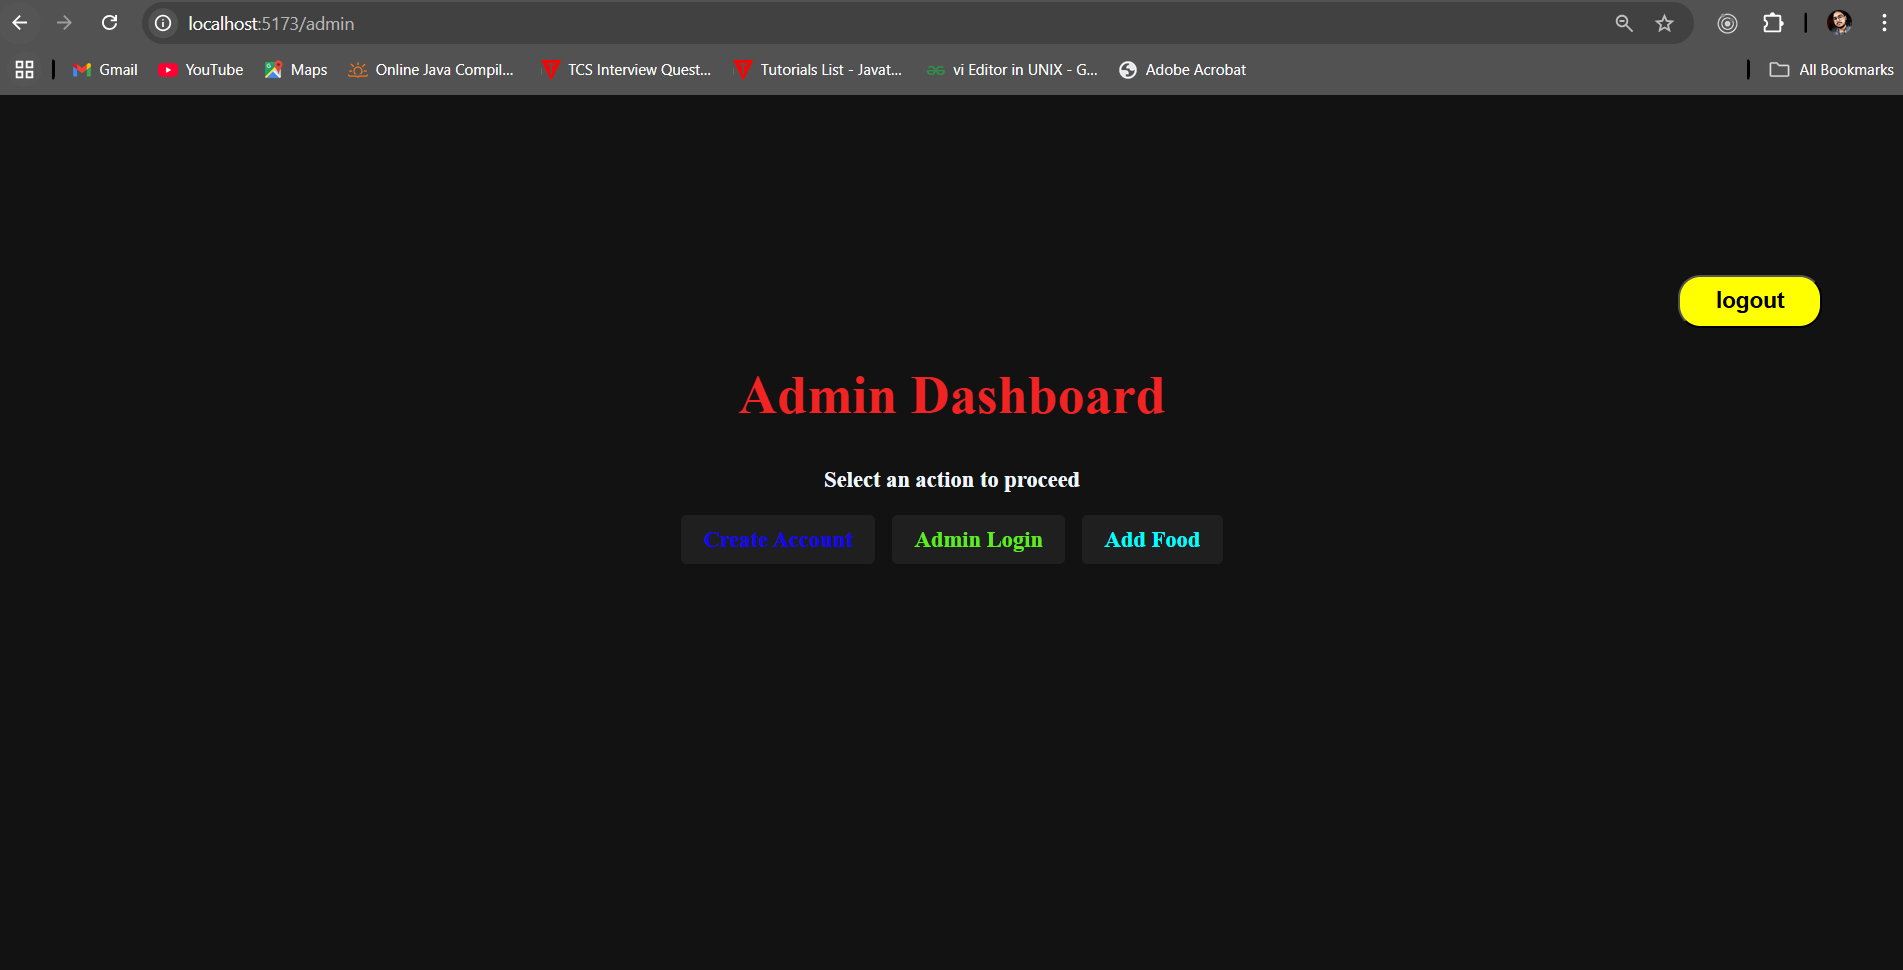 localhost:5173/admin
Gmail YouTube Maps Online Java Compil... TCS Interview Quest... Tutorials List - Javat... vi Editor in UNIX - G... Adobe Acrobat All Bookmarks
logout
Admin Dashboard
Select an action to proceed
Create Account Admin Login Add Food